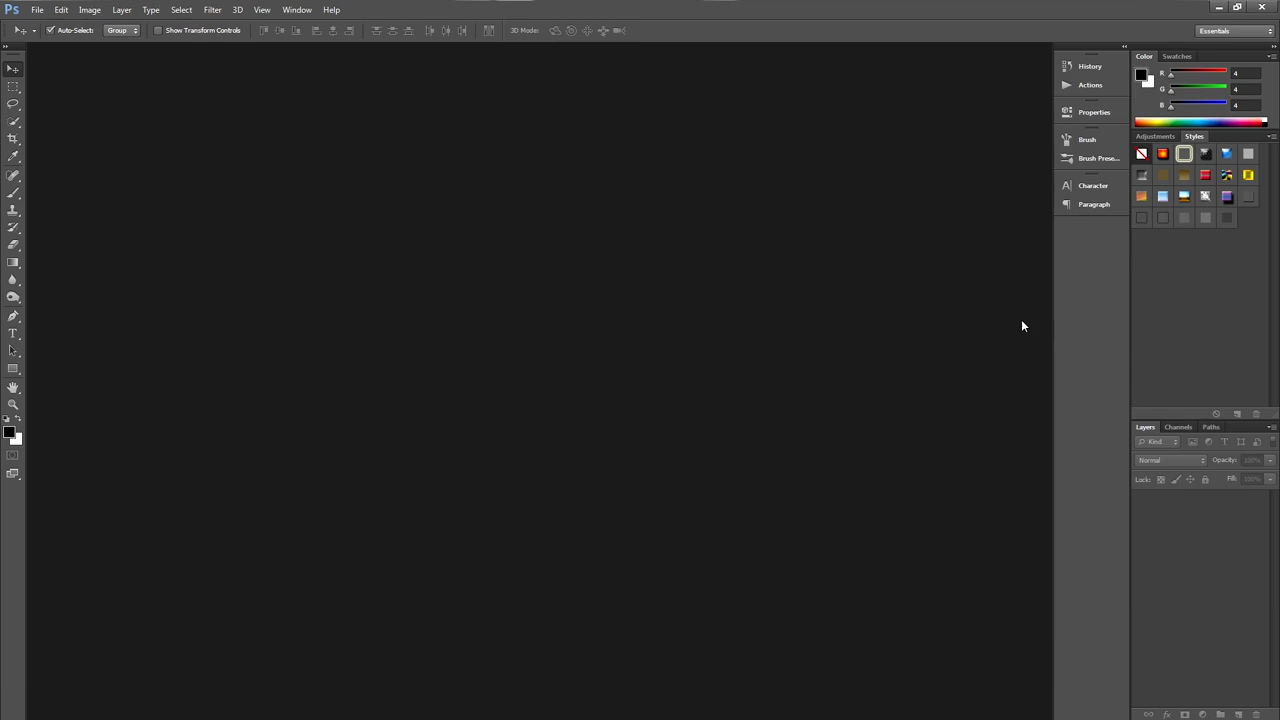 Ps File Edit Image Layer Type Select Filter 3D View Window Help
Auto-Select: Group Show Transform Controls 3D Mode: Essentials
Color Swatches
R 4
G 4
B 4
History
Actions
Properties
Brush
Brush Prese...
Character
Paragraph
Adjustments Styles
Layers Channels Paths
Kind
Normal Opacity: 100%
Lock: Fill: 100%